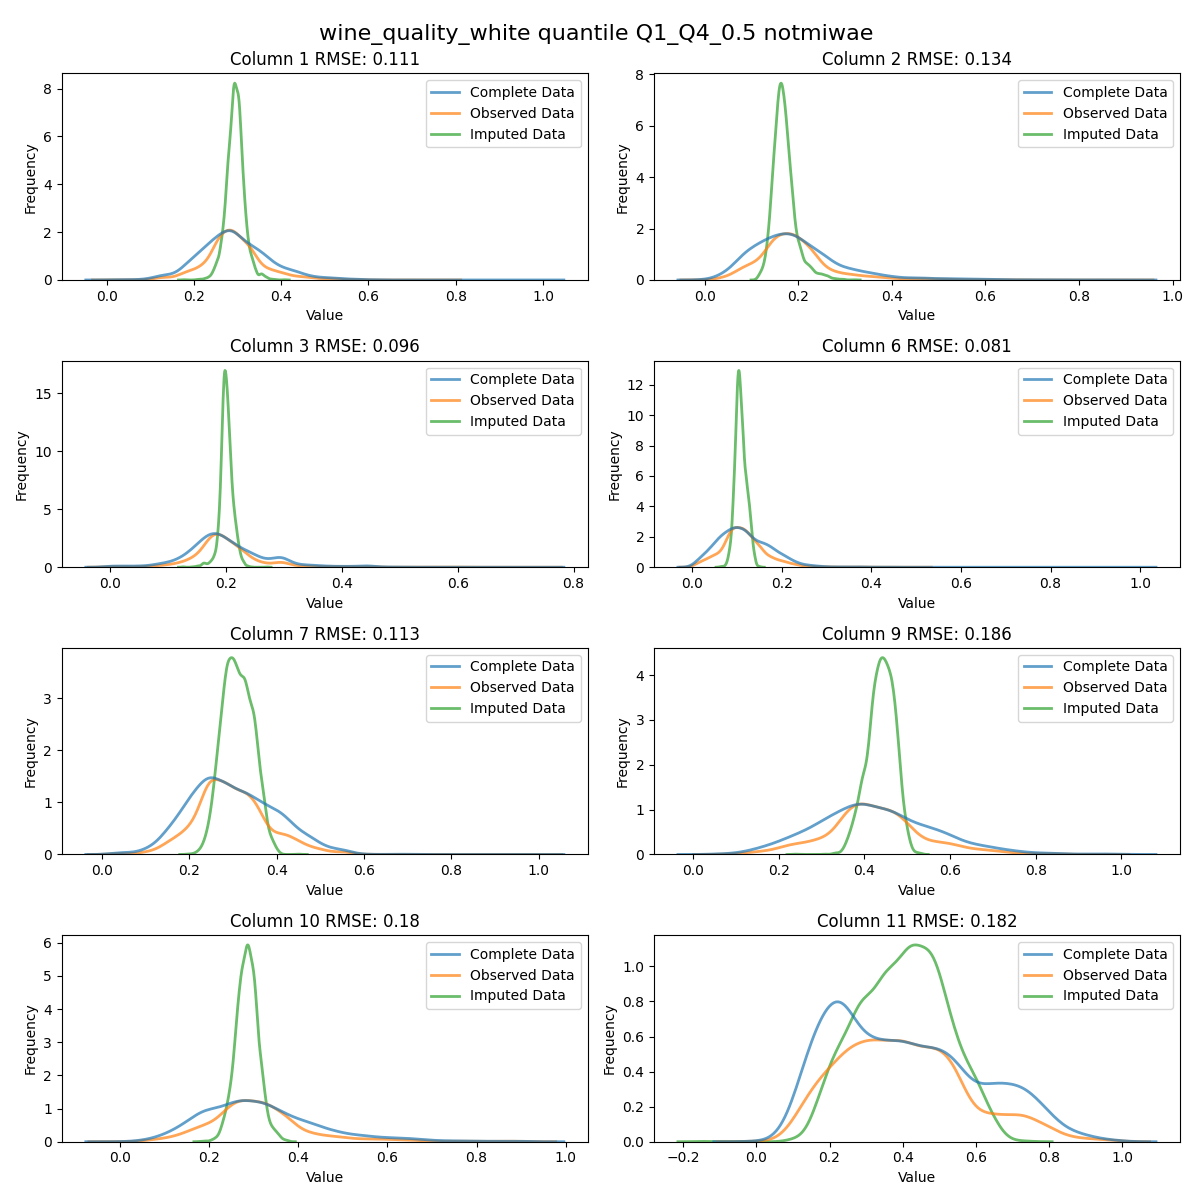 wine_quality_white quantile Q1_Q4_0.5 notmiwae
Column 1 RMSE: 0.111
Complete Data
Observed Data
Imputed Data
Frequency
8
6
4
2
0
0.0 0.2 0.4 0.6 0.8 1.0
Value
Column 2 RMSE: 0.134
Complete Data
Observed Data
Imputed Data
Frequency
8
6
4
2
0
0.0 0.2 0.4 0.6 0.8 1.0
Value
Column 3 RMSE: 0.096
Complete Data
Observed Data
Imputed Data
Frequency
15
10
5
0
0.0 0.2 0.4 0.6 0.8
Value
Column 6 RMSE: 0.081
Complete Data
Observed Data
Imputed Data
Frequency
12
10
8
6
4
2
0
0.0 0.2 0.4 0.6 0.8 1.0
Value
Column 7 RMSE: 0.113
Complete Data
Observed Data
Imputed Data
Frequency
3
2
1
0
0.0 0.2 0.4 0.6 0.8 1.0
Value
Column 9 RMSE: 0.186
Complete Data
Observed Data
Imputed Data
Frequency
4
3
2
1
0
0.0 0.2 0.4 0.6 0.8 1.0
Value
Column 10 RMSE: 0.18
Complete Data
Observed Data
Imputed Data
Frequency
6
5
4
3
2
1
0
0.0 0.2 0.4 0.6 0.8 1.0
Value
Column 11 RMSE: 0.182
Complete Data
Observed Data
Imputed Data
Frequency
1.0
0.8
0.6
0.4
0.2
0.0
−0.2 0.0 0.2 0.4 0.6 0.8 1.0
Value